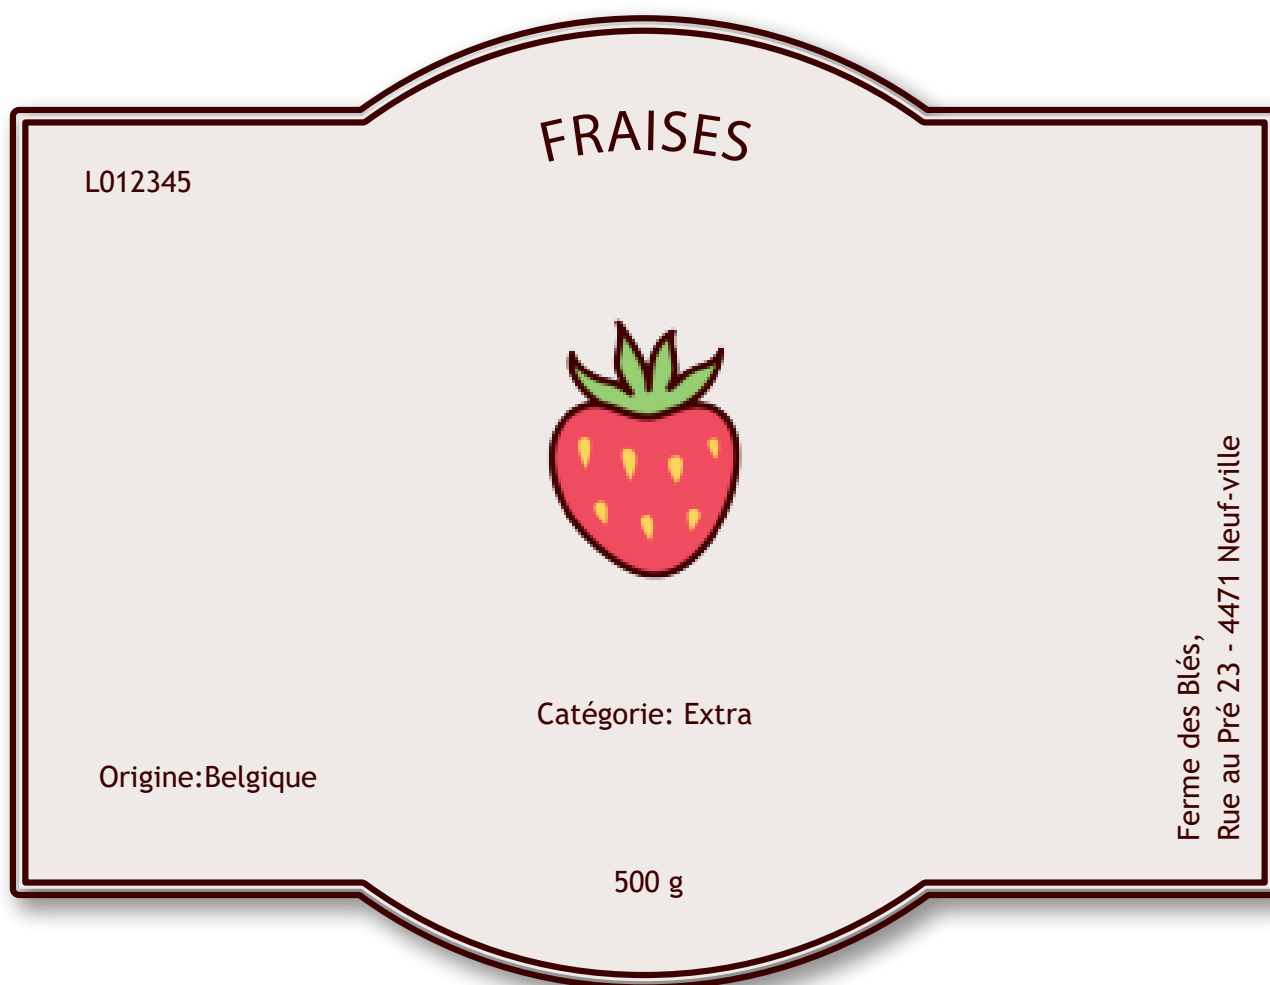 FRAISES
L012345
Catégorie: Extra
Origine:Belgique
500 g
Ferme des Blés,
Rue au Pré 23 - 4471 Neuf-ville